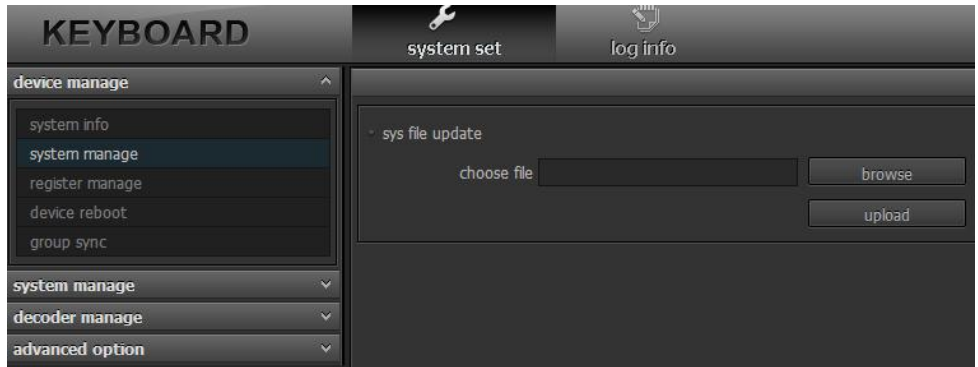 KEYBOARD
system set
log info
device manage
system info
system manage
register manage
device reboot
group sync
system manage
decoder manage
advanced option
sys file update
choose file
browse
upload